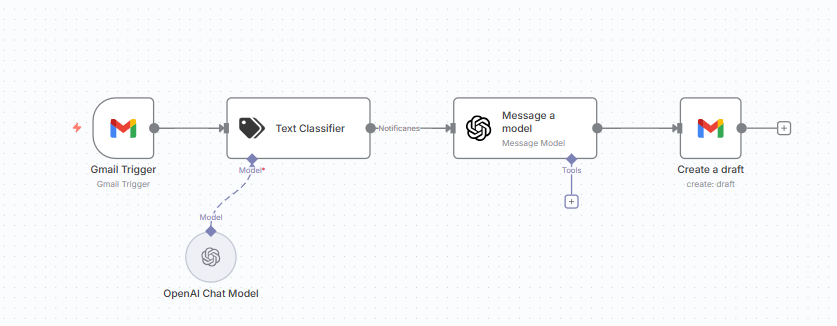 Text Classifier
Notificanes
Message a
model
Message Model
Gmail Trigger
Gmail Trigger
Model*
Tools
Create a draft
create: draft
Model
OpenAI Chat Model